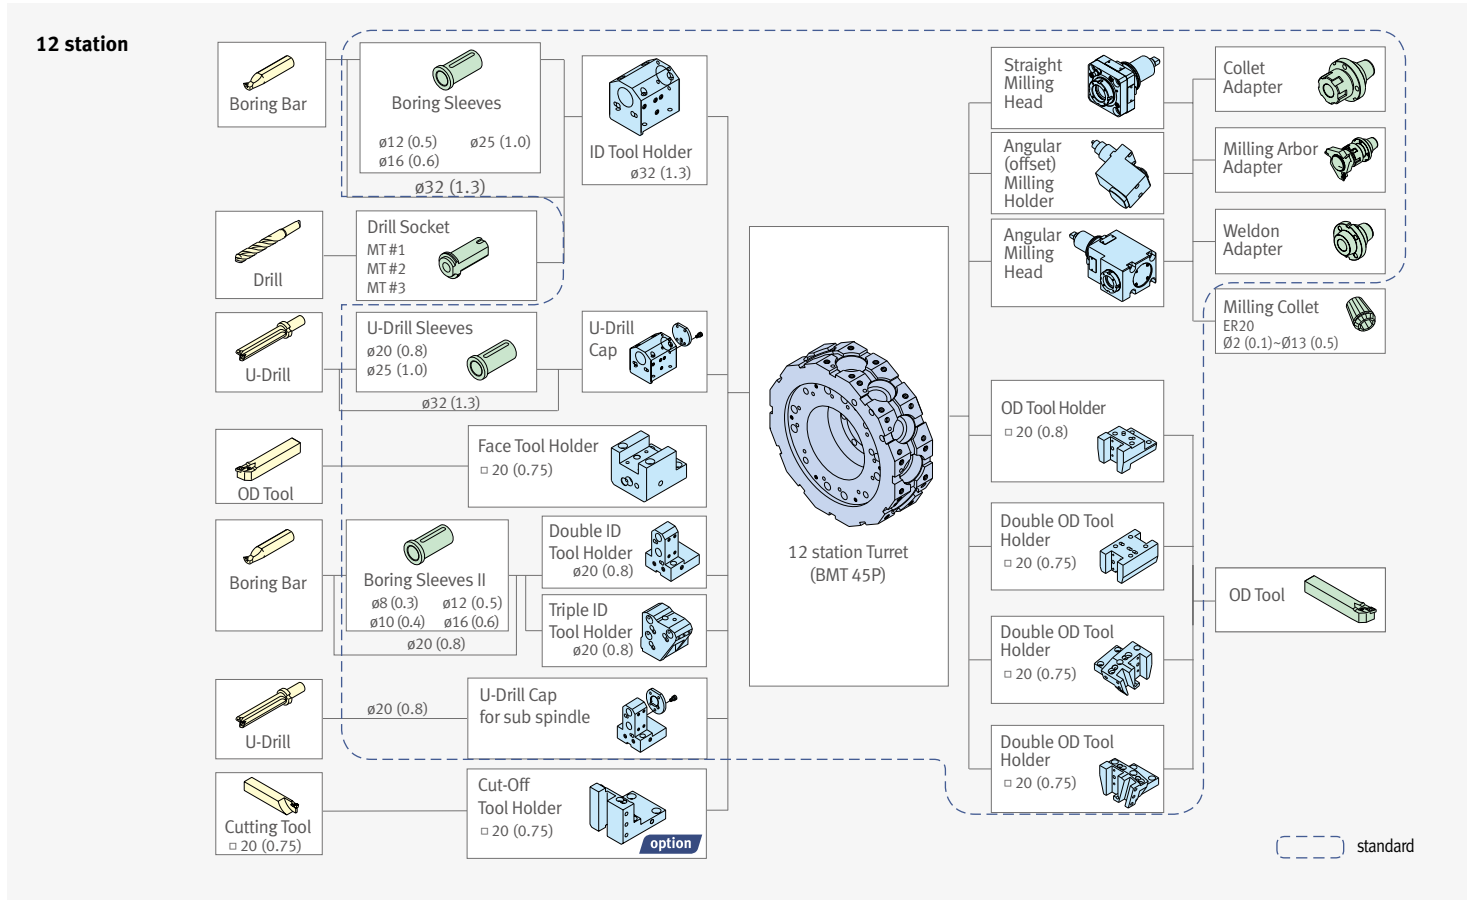 12 station
Boring Bar
Boring Sleeves
ø12 (0.5) ø25 (1.0)
ø16 (0.6)
ø32 (1.3)
ID Tool Holder
ø32 (1.3)
Drill
Drill Socket
MT #1
MT #2
MT #3
U-Drill
U-Drill Sleeves
ø20 (0.8)
ø25 (1.0)
ø32 (1.3)
U-Drill
Cap
OD Tool
Face Tool Holder
□ 20 (0.75)
Boring Bar
Boring Sleeves II
ø8 (0.3) ø12 (0.5)
ø10 (0.4) ø16 (0.6)
ø20 (0.8)
Double ID
Tool Holder
ø20 (0.8)
Triple ID
Tool Holder
ø20 (0.8)
U-Drill
ø20 (0.8)
U-Drill Cap
for sub spindle
Cutting Tool
□ 20 (0.75)
Cut-Off
Tool Holder
□ 20 (0.75)
option
12 station Turret
(BMT 45P)
Straight
Milling
Head
Angular
(offset)
Milling
Holder
Angular
Milling
Head
Collet
Adapter
Milling Arbor
Adapter
Weldon
Adapter
Milling Collet
ER20
Ø2 (0.1)~Ø13 (0.5)
OD Tool Holder
□ 20 (0.8)
Double OD Tool
Holder
□ 20 (0.75)
Double OD Tool
Holder
□ 20 (0.75)
Double OD Tool
Holder
□ 20 (0.75)
OD Tool
standard